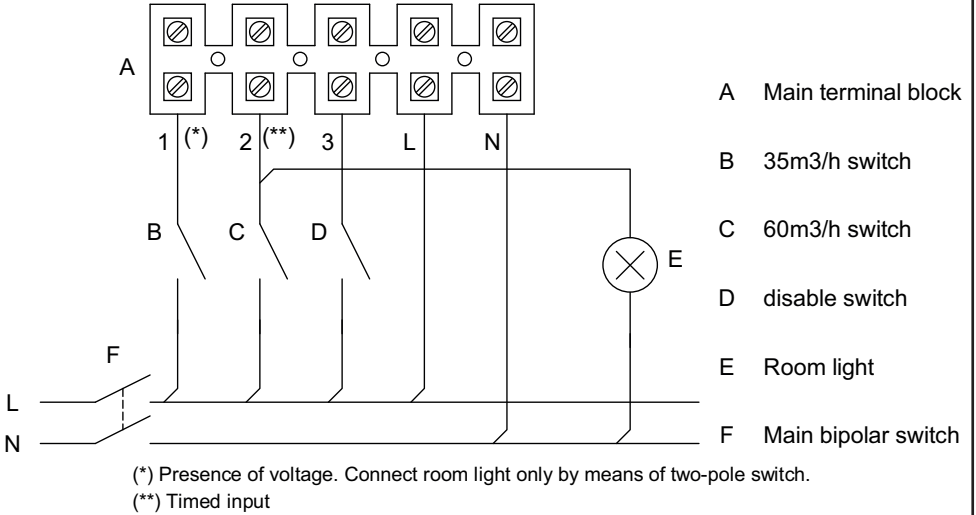 A
1 (*) 2 (**) 3 L N
B C D E
F
L
N
A Main terminal block
B 35m3/h switch
C 60m3/h switch
D disable switch
E Room light
F Main bipolar switch
(*) Presence of voltage. Connect room light only by means of two-pole switch.
(**) Timed input